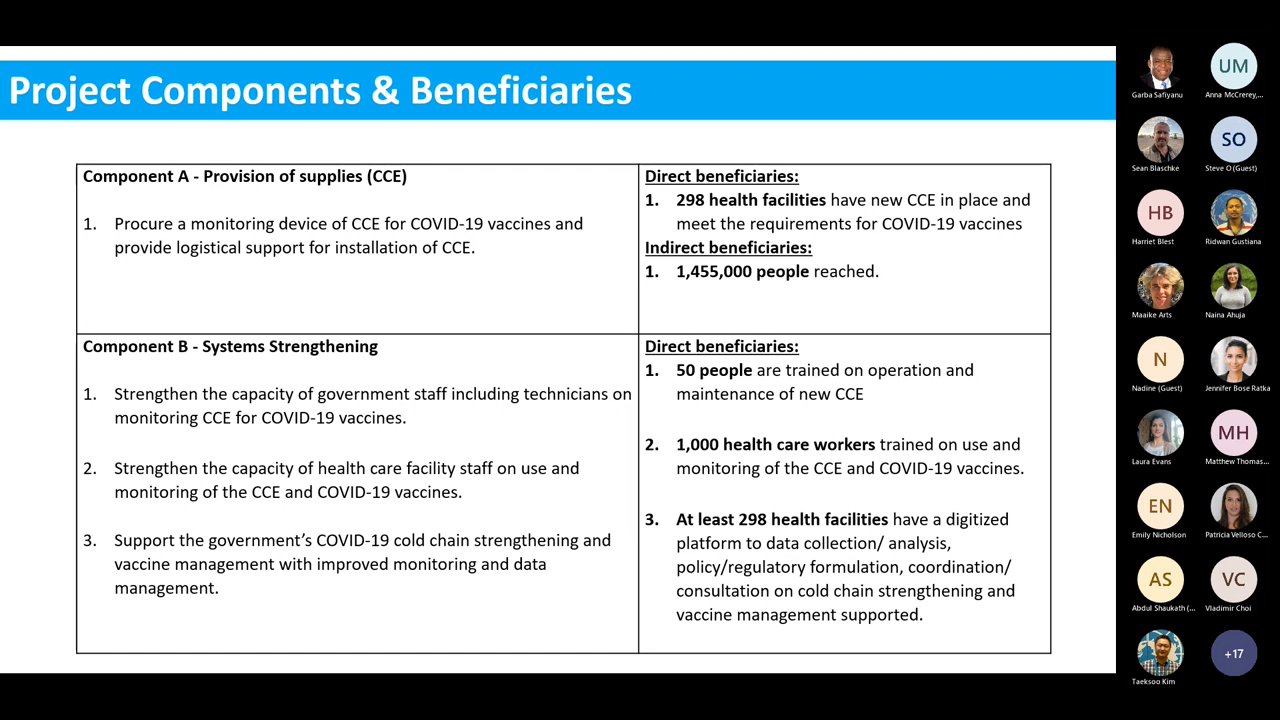 Project Components & Beneficiaries
Component A - Provision of supplies (CCE)
1. Procure a monitoring device of CCE for COVID-19 vaccines and
provide logistical support for installation of CCE.
Direct beneficiaries:
1. 298 health facilities have new CCE in place and
meet the requirements for COVID-19 vaccines
Indirect beneficiaries:
1. 1,455,000 people reached.
Component B - Systems Strengthening
1. Strengthen the capacity of government staff including technicians on
monitoring CCE for COVID-19 vaccines.
2. Strengthen the capacity of health care facility staff on use and
monitoring of the CCE and COVID-19 vaccines.
3. Support the government’s COVID-19 cold chain strengthening and
vaccine management with improved monitoring and data
management.
Direct beneficiaries:
1. 50 people are trained on operation and
maintenance of new CCE
2. 1,000 health care workers trained on use and
monitoring of the CCE and COVID-19 vaccines.
3. At least 298 health facilities have a digitized
platform to data collection/ analysis,
policy/regulatory formulation, coordination/
consultation on cold chain strengthening and
vaccine management supported.
Garba Safiyanu
UM
Anna McCrerey,...
Sean Blaschke
SO
Steve O (Guest)
HB
Harriet Blest
Ridwan Gustiana
Maaike Arts
Naina Ahuja
N
Nadine (Guest)
Jennifer Bose Ratka
Laura Evans
MH
Matthew Thomas...
EN
Emily Nicholson
Patricia Velloso C...
AS
Abdul Shaukath (...
VC
Vladimir Choi
Taeksoo Kim
+17